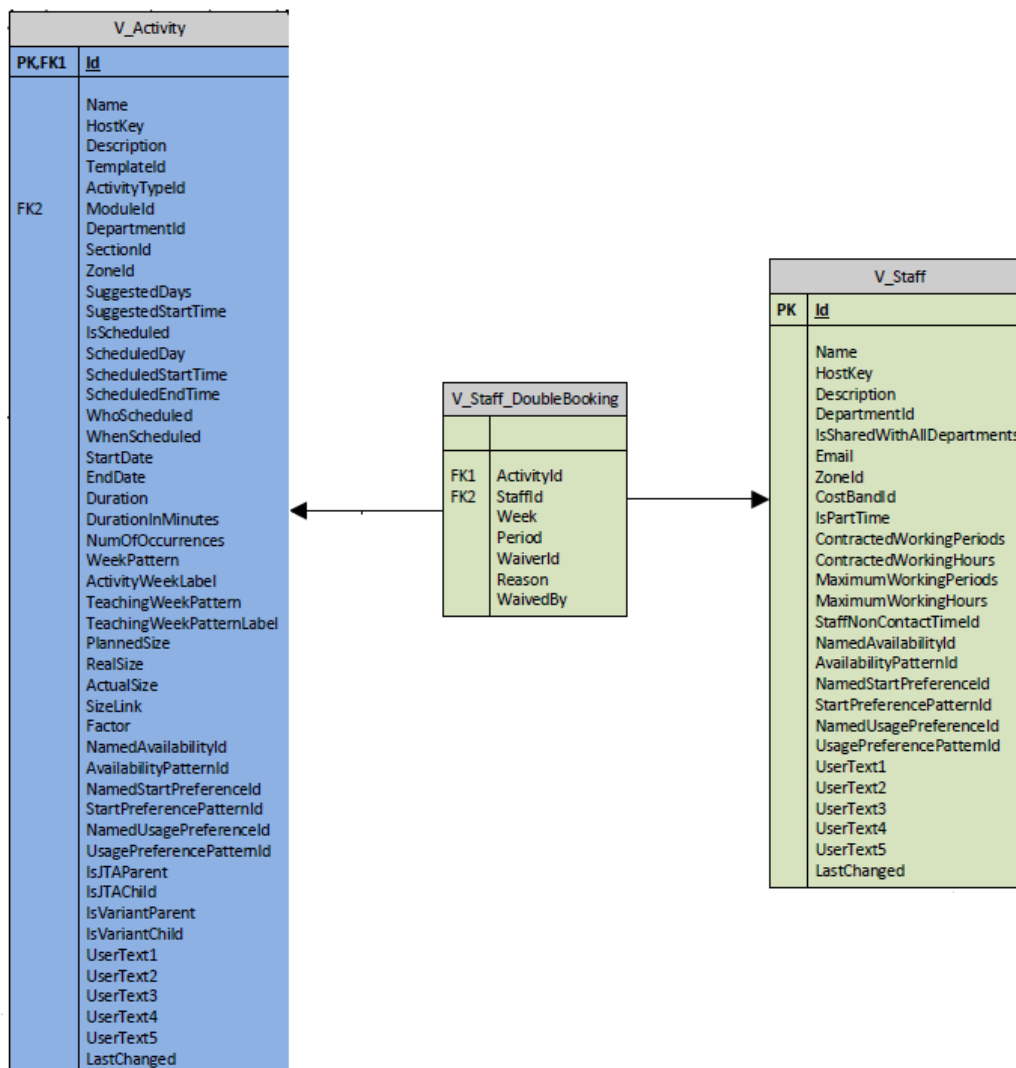 V_Activity
PK,FK1 Id
Name
HostKey
Description
TemplateId
ActivityTypeId
FK2 ModuleId
DepartmentId
SectionId
ZoneId
SuggestedDays
SuggestedStartTime
IsScheduled
ScheduledDay
ScheduledStartTime
ScheduledEndTime
WhoScheduled
WhenScheduled
StartDate
EndDate
Duration
DurationInMinutes
NumOfOccurrences
WeekPattern
ActivityWeekLabel
TeachingWeekPattern
TeachingWeekPatternLabel
PlannedSize
RealSize
ActualSize
SizeLink
Factor
NamedAvailabilityId
AvailabilityPatternId
NamedStartPreferenceId
StartPreferencePatternId
NamedUsagePreferenceId
UsagePreferencePatternId
IsJTAParent
IsJTAChild
IsVariantParent
IsVariantChild
UserText1
UserText2
UserText3
UserText4
UserText5
LastChanged
V_Staff_DoubleBooking
FK1 ActivityId
FK2 StaffId
Week
Period
WaiverId
Reason
WaivedBy
V_Staff
PK Id
Name
HostKey
Description
DepartmentId
IsSharedWithAllDepartments
Email
ZoneId
CostBandId
IsPartTime
ContractedWorkingPeriods
ContractedWorkingHours
MaximumWorkingPeriods
MaximumWorkingHours
StaffNonContactTimeId
NamedAvailabilityId
AvailabilityPatternId
NamedStartPreferenceId
StartPreferencePatternId
NamedUsagePreferenceId
UsagePreferencePatternId
UserText1
UserText2
UserText3
UserText4
UserText5
LastChanged